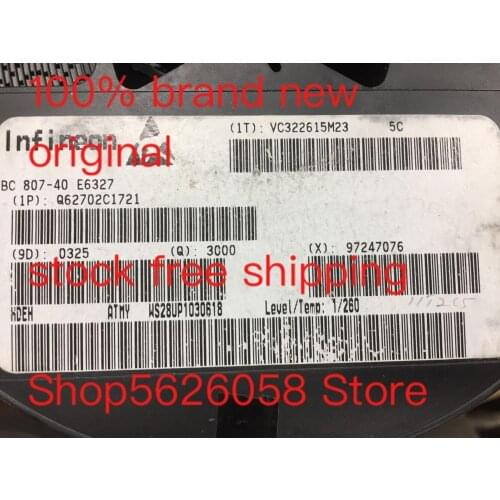 100% brand new
Infineon
(1T): VC322615M23 5C
original
BC 807-40 E6327
(1P): Q62702C1721
(9D): 0325 (Q): 3000 (X): 97247076
stock free shipping
ATMY WS28UP1030618 Level/Temp: 1/260
Shop5626058 Store